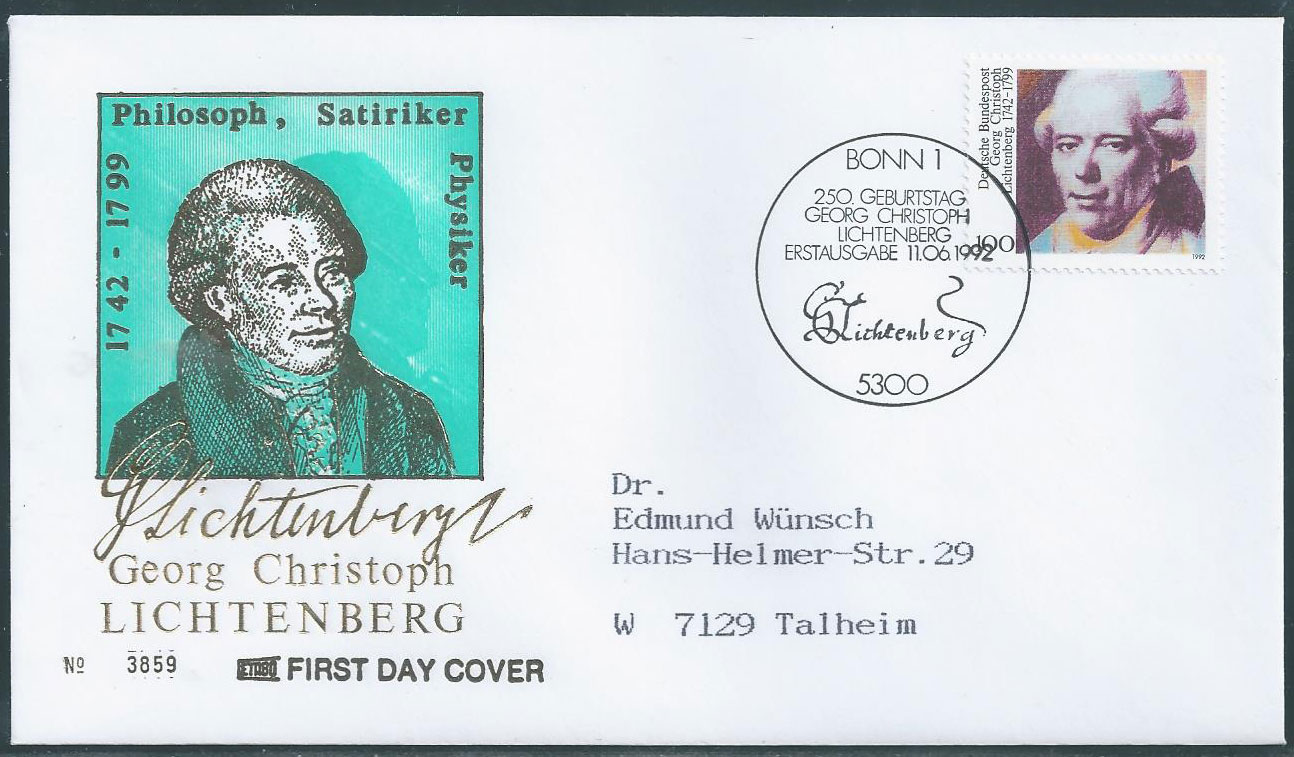 Philosoph, Satiriker
Physiker
1742 - 1799
Lichtenberg
Georg Christoph
LICHTENBERG
Nº 3859
ETHBO FIRST DAY COVER
BONN 1
250. GEBURTSTAG
GEORG CHRISTOPH
LICHTENBERG
ERSTAUSGABE 11.06.1992
Lichtenberg
5300
Deutsche Bundespost
Georg Christoph
Lichtenberg 1742-1799
100
1992
Dr.
Edmund Wünsch
Hans-Helmer-Str.29
W 7129 Talheim